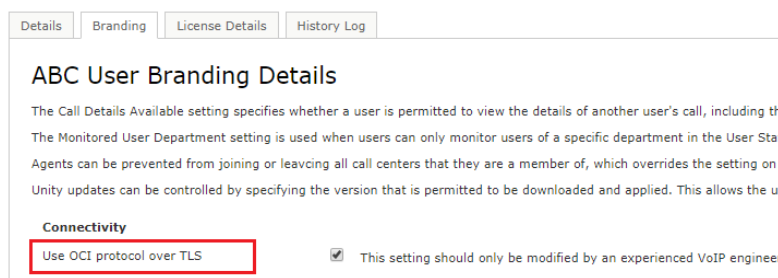 Details Branding License Details History Log
ABC User Branding Details
The Call Details Available setting specifies whether a user is permitted to view the details of another user's call, including
The Monitored User Department setting is used when users can only monitor users of a specific department in the User
Agents can be prevented from joining or leavcing all call centers that they are a member of, which overrides the setting on
Unity updates can be controlled by specifying the version that is permitted to be downloaded and applied. This allows the
Connectivity
Use OCI protocol over TLS This setting should only be modified by an experienced VoIP